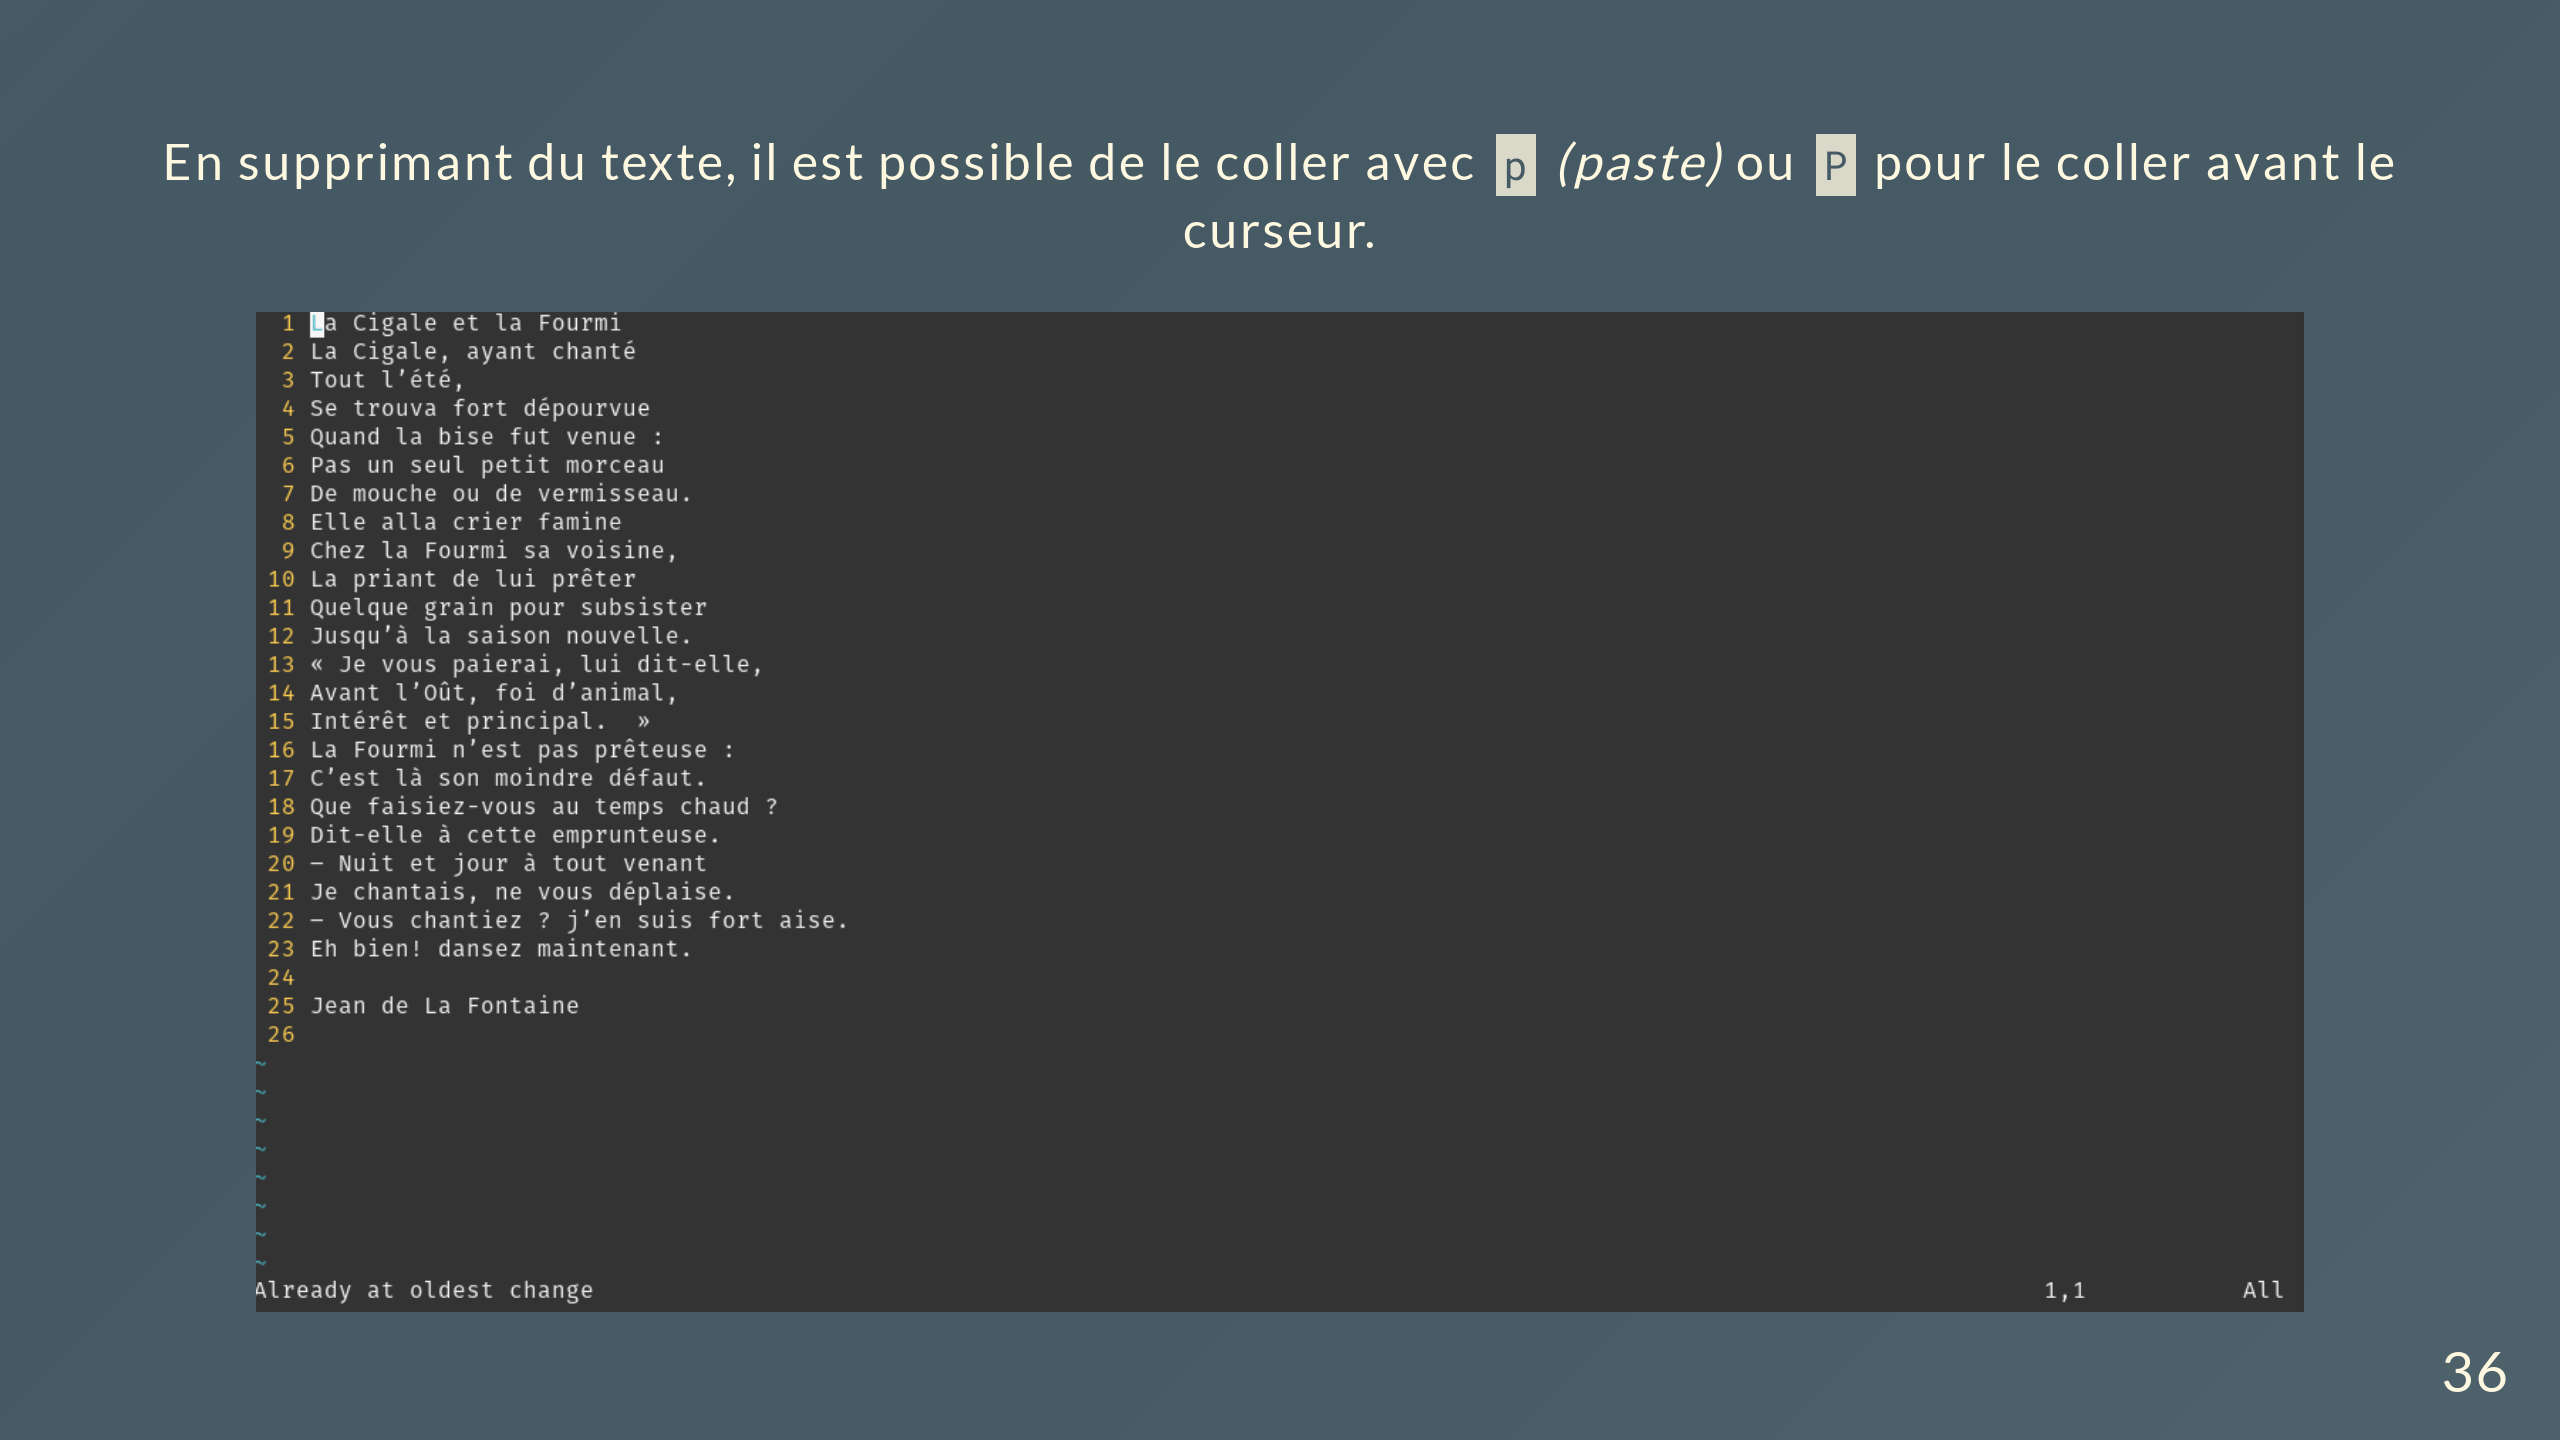 En supprimant du texte, il est possible de le coller avec p (paste) ou P pour le coller avant le
curseur.
1 La Cigale et la Fourmi
2 La Cigale, ayant chanté
3 Tout l’été,
4 Se trouva fort dépourvue
5 Quand la bise fut venue :
6 Pas un seul petit morceau
7 De mouche ou de vermisseau.
8 Elle alla crier famine
9 Chez la Fourmi sa voisine,
10 La priant de lui prêter
11 Quelque grain pour subsister
12 Jusqu’à la saison nouvelle.
13 « Je vous paierai, lui dit-elle,
14 Avant l’Oût, foi d’animal,
15 Intérêt et principal.  »
16 La Fourmi n’est pas prêteuse :
17 C’est là son moindre défaut.
18 Que faisiez-vous au temps chaud ?
19 Dit-elle à cette emprunteuse.
20 — Nuit et jour à tout venant
21 Je chantais, ne vous déplaise.
22 — Vous chantiez ? j’en suis fort aise.
23 Eh bien! dansez maintenant.
24
25 Jean de La Fontaine
26
~
~
~
~
~
~
~
~
Already at oldest change 1,1 All
36